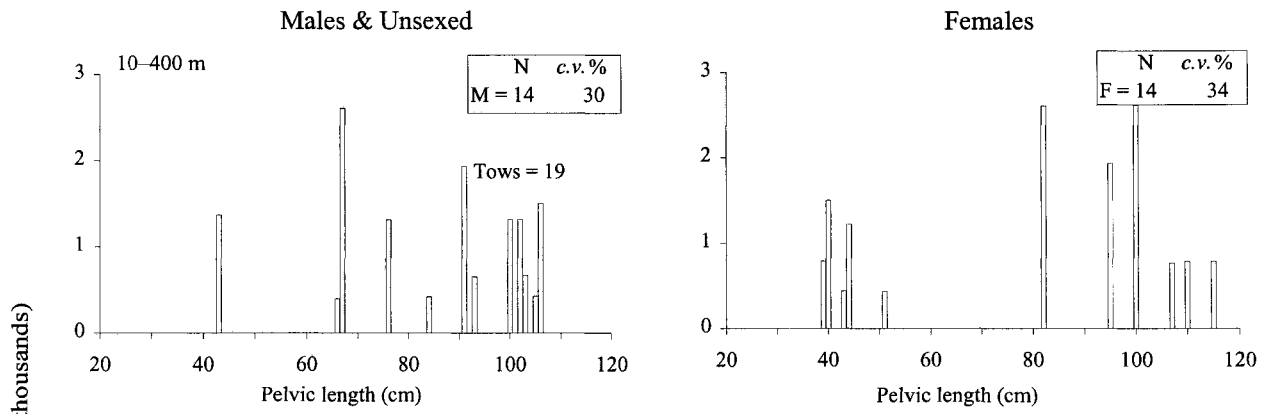 Males & Unsexed
Females
10–400 m
N c.v. %
M = 14 30
Tows = 19
3
2
1
0
20 40 60 80 100 120
Pelvic length (cm)
N c.v. %
F = 14 34
3
2
1
0
20 40 60 80 100 120
Pelvic length (cm)
thousands)